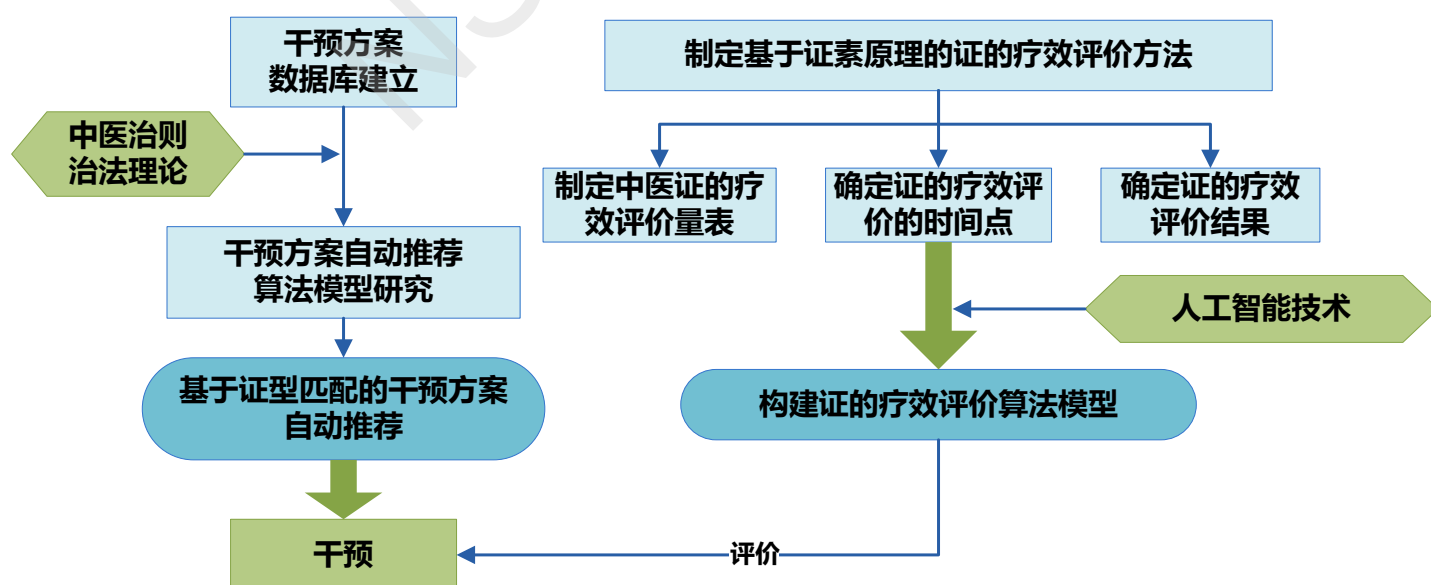 干预方案
数据库建立
制定基于证素原理的证的疗效评价方法
中医治则
治法理论
制定中医证的疗
效评价量表
确定证的疗效评
价的时间点
确定证的疗效
评价结果
干预方案自动推荐
算法模型研究
人工智能技术
基于证型匹配的干预方案
自动推荐
构建证的疗效评价算法模型
干预
评价